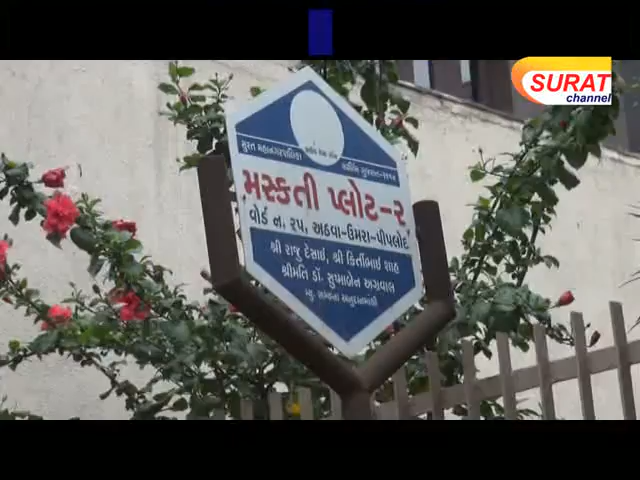 SURAT
channel
સુરત મહાનગરપાલિકા
મસ્કતી પ્લોટ-૨
વોર્ડ ન. ૨૫, અઠવા-ઉમરા-પીપલોદ
શ્રી રાજુ દેસાઇ, શ્રી કિર્તીભાઇ શાહ
શ્રીમતિ ડૉ. સુષ્માબેન અગ્રવાલ